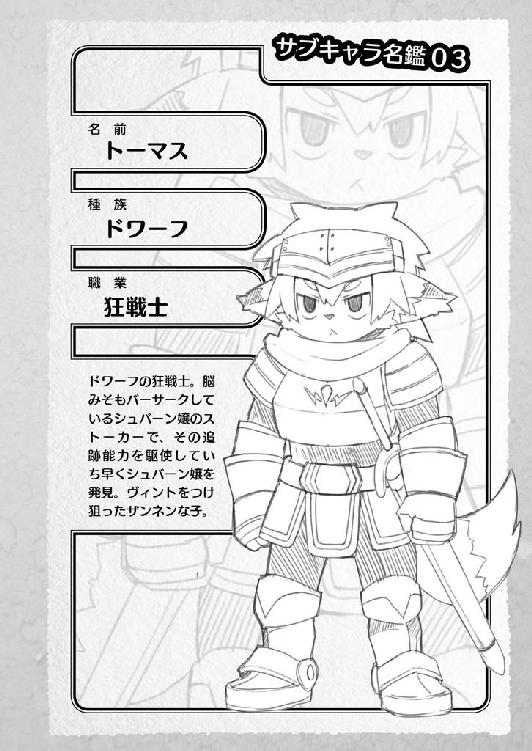 サブキャラ名鑑03
名前
トーマス
種族
ドワーフ
職業
狂戦士
ドワーフの狂戦士。脳
みそもバーサークして
いるシュバーン嬢のス
トーカーで、その追
跡能力を駆使してい
ち早くシュバーン嬢を
発見。ヴィントをつけ
狙ったザンネンな子。